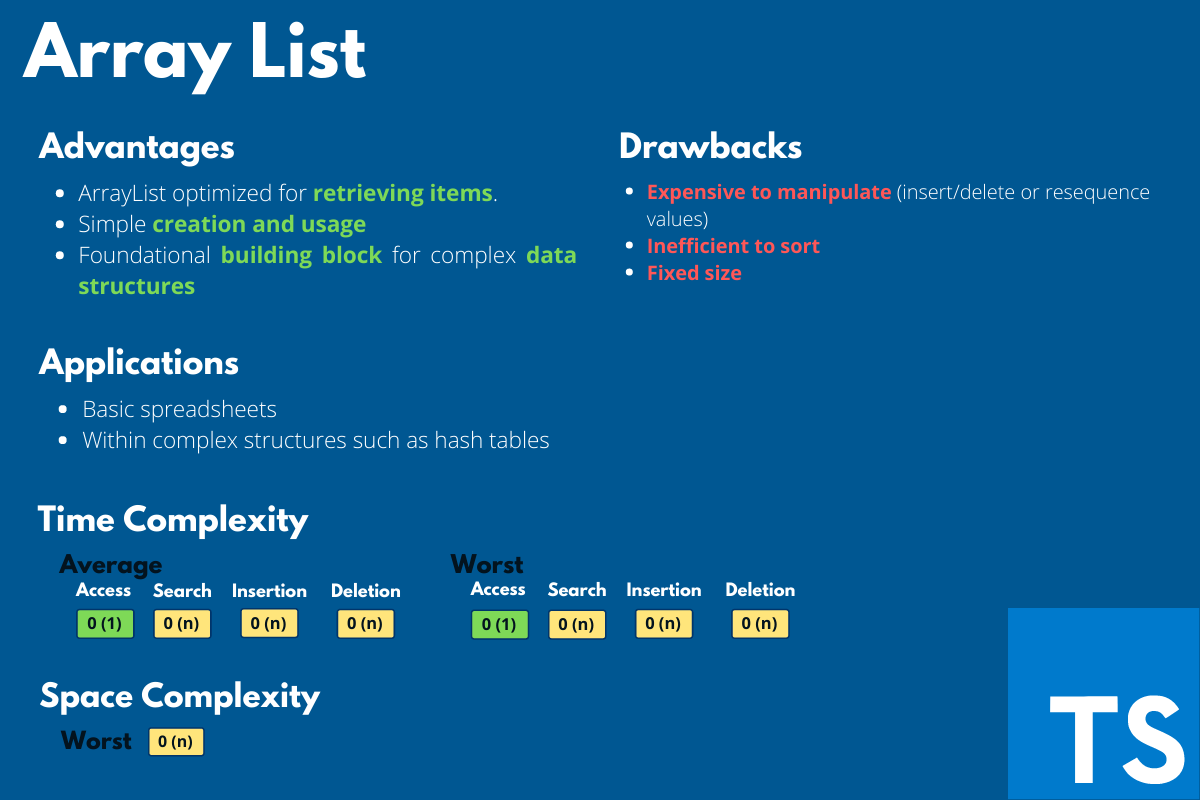 Array List
Advantages
• ArrayList optimized for retrieving items.
• Simple creation and usage
• Foundational building block for complex data
structures
Drawbacks
• Expensive to manipulate (insert/delete or resequence
values)
• Inefficient to sort
• Fixed size
Applications
• Basic spreadsheets
• Within complex structures such as hash tables
Time Complexity
Average
Access Search Insertion Deletion
0 (1) 0 (n) 0 (n) 0 (n)
Worst
Access Search Insertion Deletion
0 (1) 0 (n) 0 (n) 0 (n)
Space Complexity
Worst 0 (n)
TS